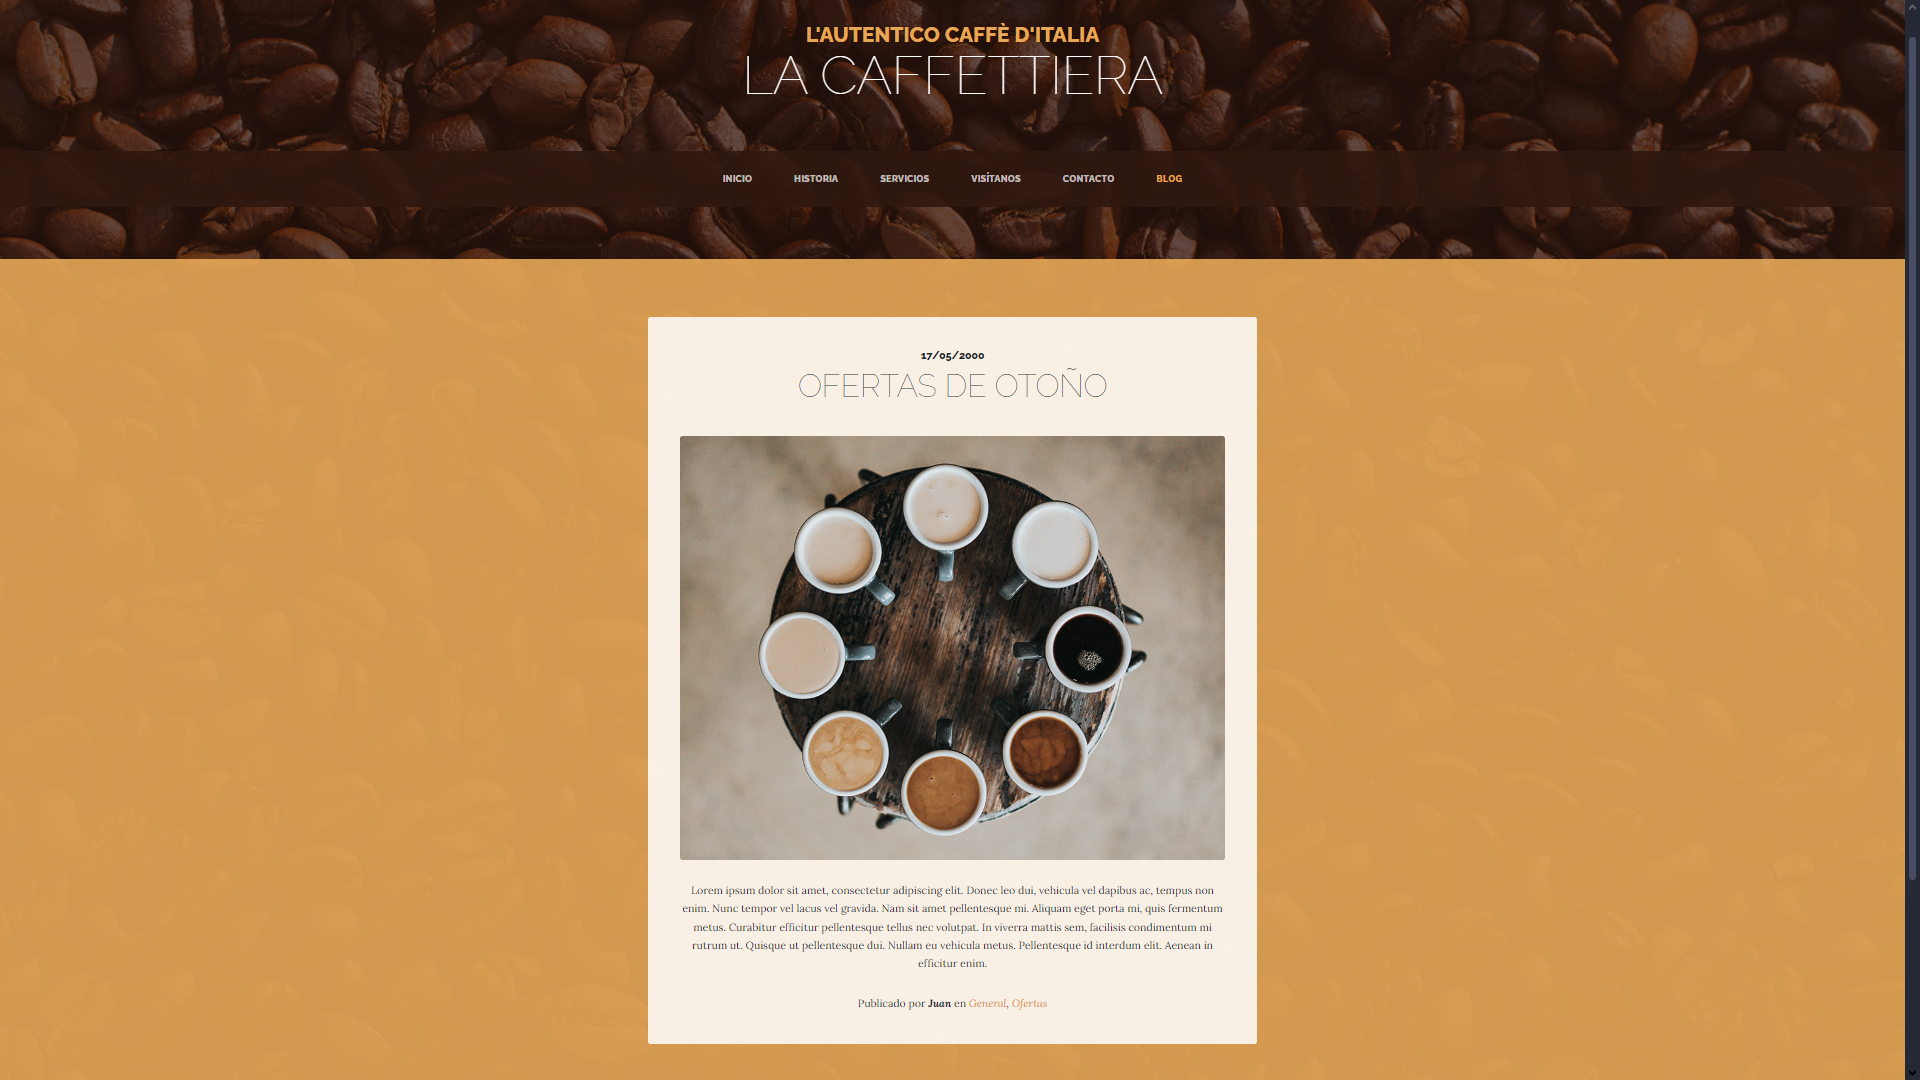 L'AUTENTICO CAFFÈ D'ITALIA
LA CAFFETTIERA
INICIO HISTORIA SERVICIOS VISÍTANOS CONTACTO BLOG
17/05/2000
OFERTAS DE OTOÑO
Lorem ipsum dolor sit amet, consectetur adipiscing elit. Donec leo dui, vehicula vel dapibus ac, tempus non
enim. Nunc tempor vel lacus vel gravida. Nam sit amet pellentesque mi. Aliquam eget porta mi, quis fermentum
metus. Curabitur efficitur pellentesque tellus nec volutpat. In viverra mattis sem, facilisis condimentum mi
rutrum ut. Quisque ut pellentesque dui. Nullam eu vehicula metus. Pellentesque id interdum elit. Aenean in
efficitur enim.
Publicado por Juan en General, Ofertas